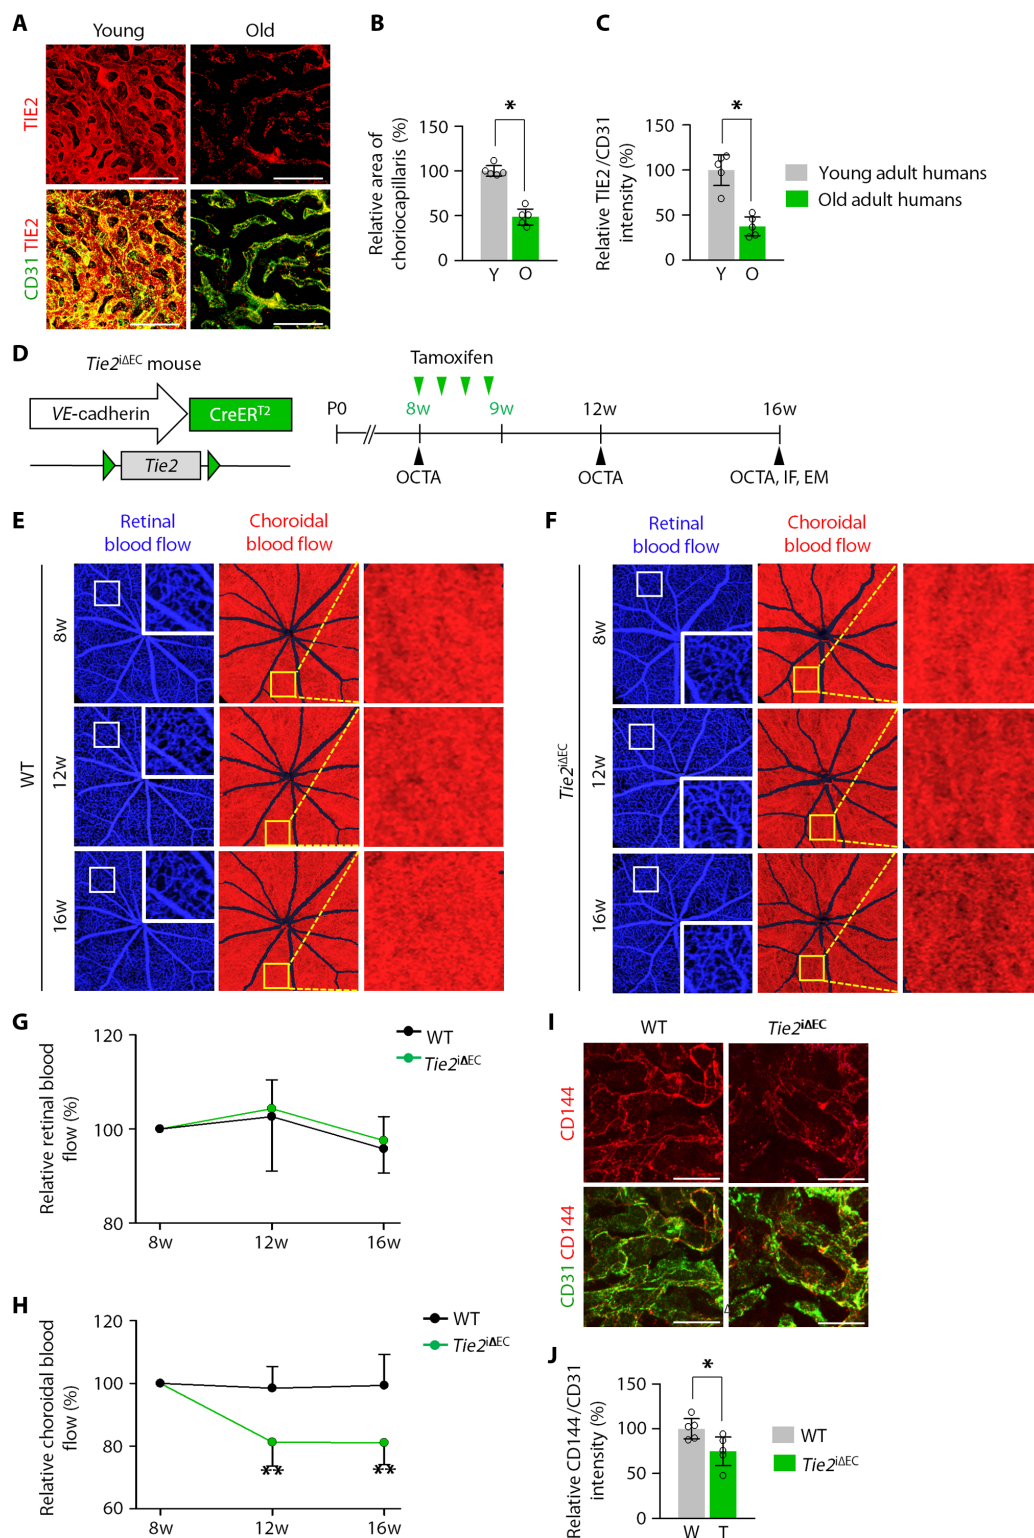 A
Young
Old
TIE2
CD31 TIE2
B
Relative area of
choriocapillaris (%)
150
100
50
0
*
Y
O
C
Relative TIE2/CD31
intensity (%)
150
100
50
0
*
Y
O
Young adult humans
Old adult humans
D
Tie2iΔEC mouse
VE-cadherin
CreERT2
Tie2
Tamoxifen
P0
8w
9w
12w
16w
OCTA
OCTA
OCTA, IF, EM
E
Retinal
blood flow
Choroidal
blood flow
WT
8w
12w
16w
F
Retinal
blood flow
Choroidal
blood flow
Tie2iΔEC
8w
12w
16w
G
Relative retinal blood
flow (%)
120
100
80
8w
12w
16w
WT
Tie2iΔEC
H
Relative choroidal blood
flow (%)
120
100
80
60
**
**
8w
12w
16w
WT
Tie2iΔEC
I
WT
Tie2iΔEC
CD144
CD31 CD144
J
Relative CD144/CD31
intensity (%)
150
100
50
0
*
W
T
WT
Tie2iΔEC